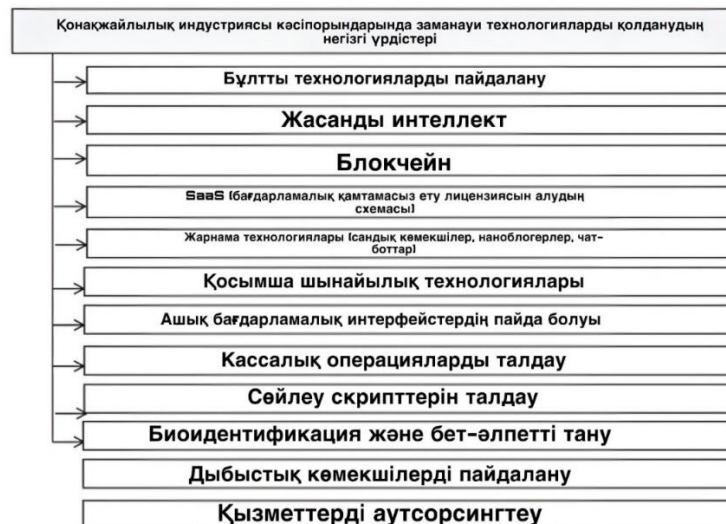 Қонақжайлылық индустриясы кәсіпорындарында заманауи технологияларды қолданудың
негізгі үрдістері
Бұлтты технологияларды пайдалану
Жасанды интеллект
Блокчейн
SaaS (бағдарламалық қамтамасыз ету лицензиясын алудың
схемасы)
Жарнама технологиялары (сандық көмекшілер, наноблогерлер, чат-
боттар)
Қосымша шынайылық технологиялары
Ашық бағдарламалық интерфейстердің пайда болуы
Кассалық операцияларды талдау
Сөйлеу скрипттерін талдау
Биоидентификация және бет-әлпетті тану
Дыбыстық көмекшілерді пайдалану
Қызметтерді аутсорсингтеу